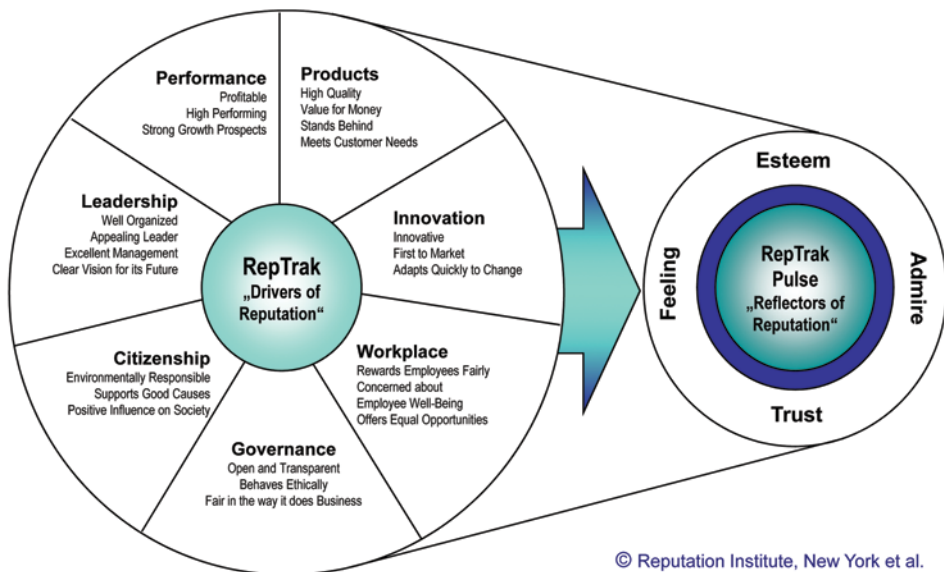 Performance
Profitable
High Performing
Strong Growth Prospects
Products
High Quality
Value for Money
Stands Behind
Meets Customer Needs
Leadership
Well Organized
Appealing Leader
Excellent Management
Clear Vision for its Future
Innovation
Innovative
First to Market
Adapts Quickly to Change
RepTrak
„Drivers of
Reputation“
Citizenship
Environmentally Responsible
Supports Good Causes
Positive Influence on Society
Workplace
Rewards Employees Fairly
Concerned about
Employee Well-Being
Offers Equal Opportunities
Governance
Open and Transparent
Behaves Ethically
Fair in the way it does Business
Esteem
Feeling
RepTrak
Pulse
„Reflectors of
Reputation“
Admire
Trust
© Reputation Institute, New York et al.